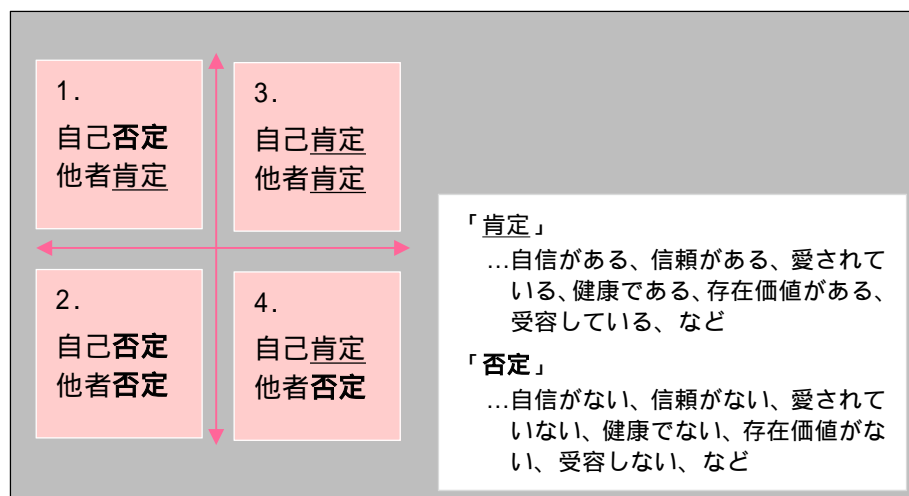 1.
自己否定
他者肯定
3.
自己肯定
他者肯定
2.
自己否定
他者否定
4.
自己肯定
他者否定
「肯定」
…自信がある、信頼がある、愛されて
いる、健康である、存在価値がある、
受容している、など
「否定」
…自信がない、信頼がない、愛されて
いない、健康でない、存在価値がな
い、受容しない、など